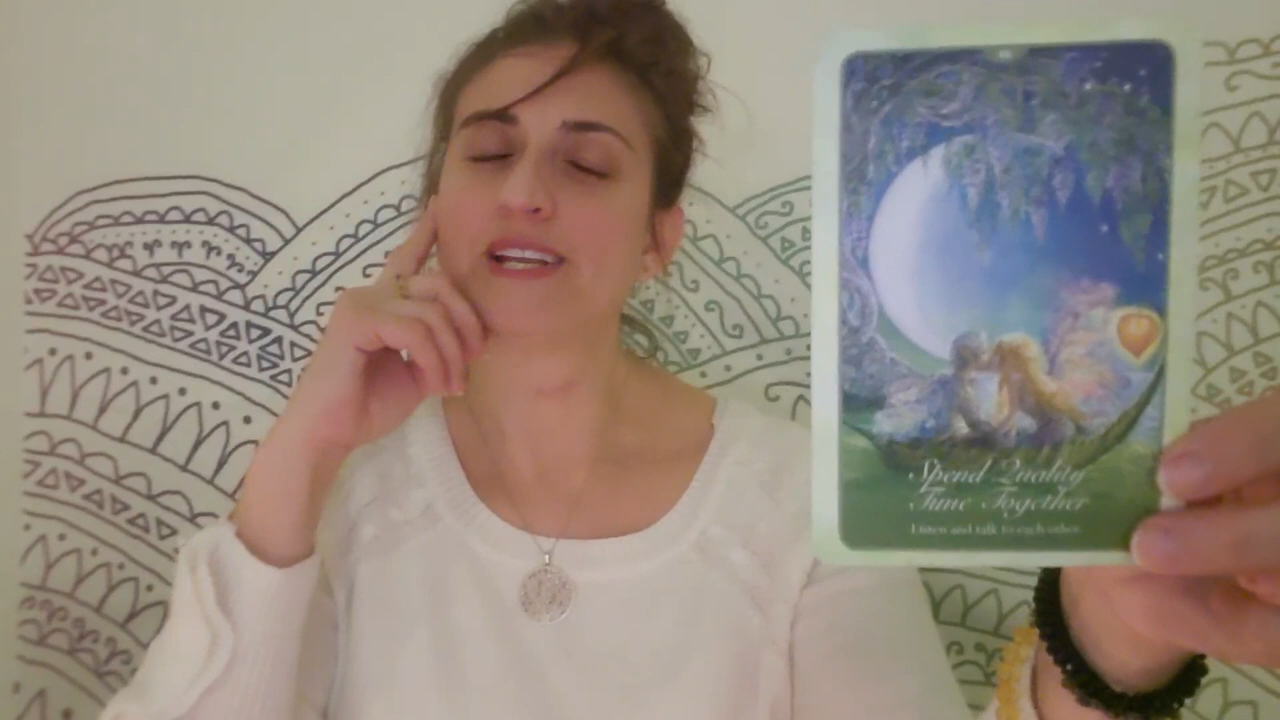 Spend Quality
Time Together
Listen and talk to each other.